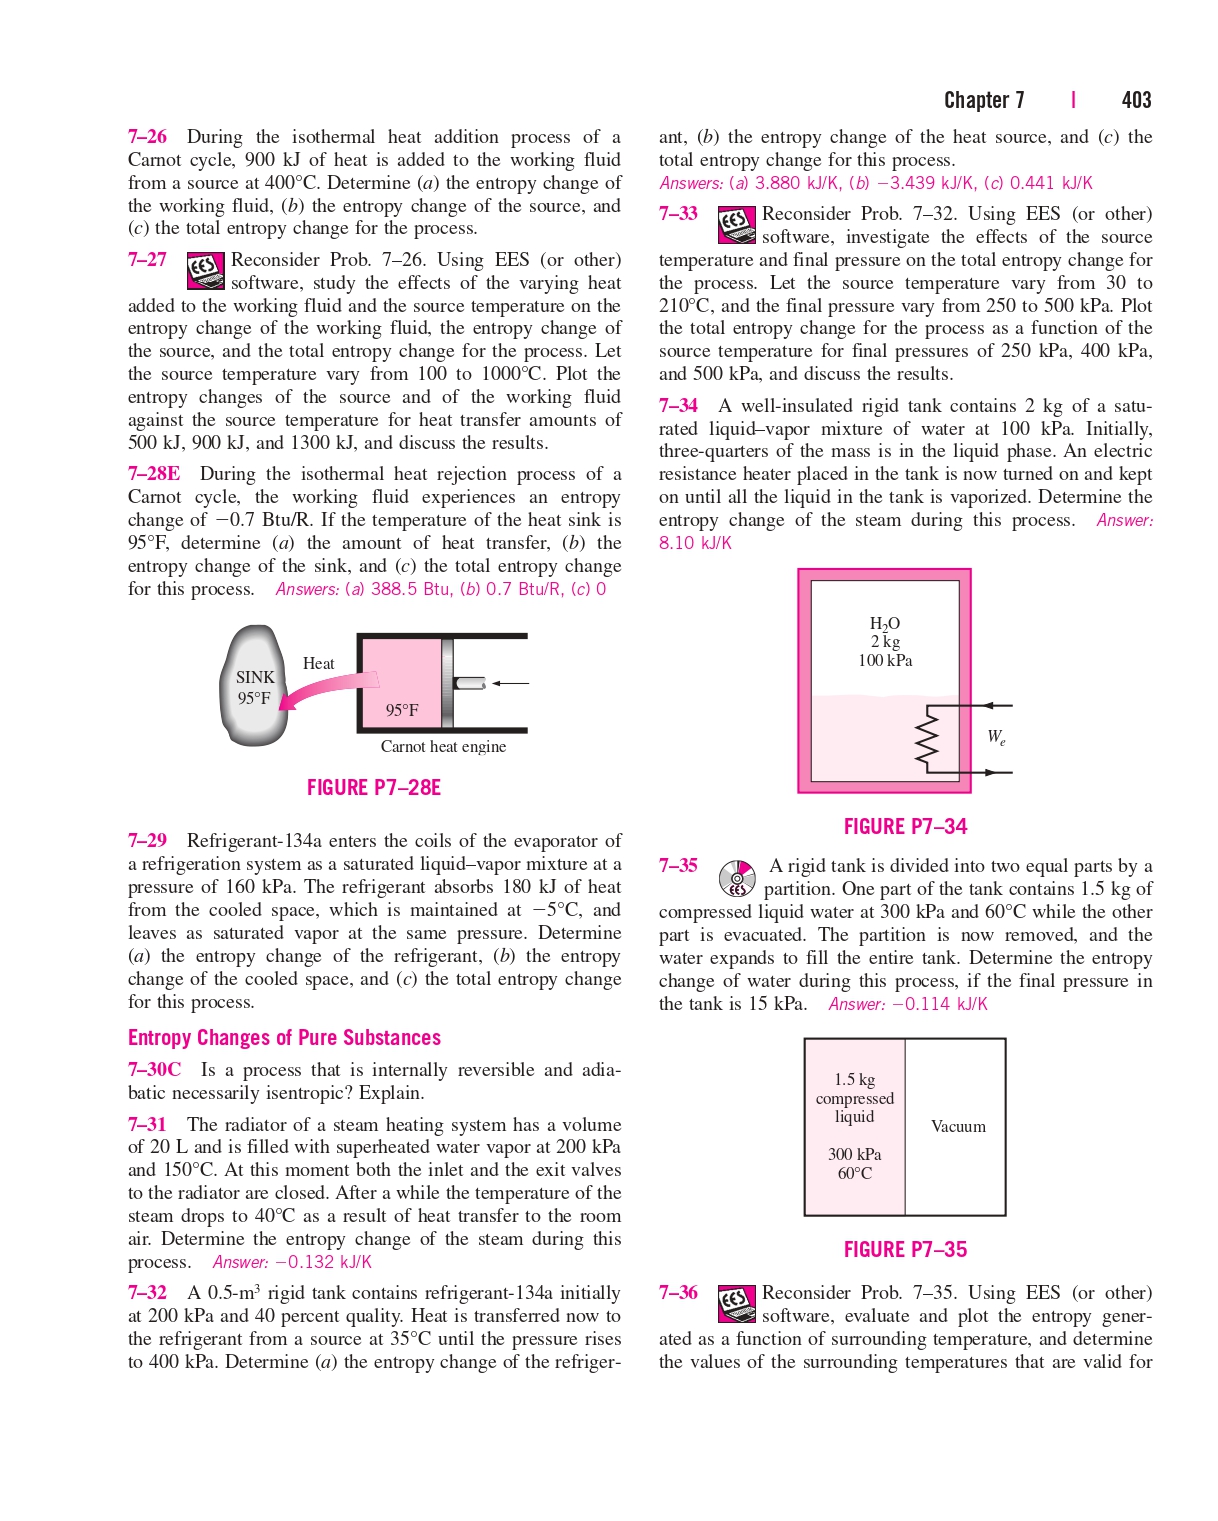 Chapter 7 | 403
7–26 During the isothermal heat addition process of a
Carnot cycle, 900 kJ of heat is added to the working fluid
from a source at 400°C. Determine (a) the entropy change of
the working fluid, (b) the entropy change of the source, and
(c) the total entropy change for the process.
7–27 EES Reconsider Prob. 7–26. Using EES (or other)
software, study the effects of the varying heat
added to the working fluid and the source temperature on the
entropy change of the working fluid, the entropy change of
the source, and the total entropy change for the process. Let
the source temperature vary from 100 to 1000°C. Plot the
entropy changes of the source and of the working fluid
against the source temperature for heat transfer amounts of
500 kJ, 900 kJ, and 1300 kJ, and discuss the results.
7–28E During the isothermal heat rejection process of a
Carnot cycle, the working fluid experiences an entropy
change of −0.7 Btu/R. If the temperature of the heat sink is
95°F, determine (a) the amount of heat transfer, (b) the
entropy change of the sink, and (c) the total entropy change
for this process. Answers: (a) 388.5 Btu, (b) 0.7 Btu/R, (c) 0
Heat
SINK
95°F
95°F
Carnot heat engine
FIGURE P7–28E
7–29 Refrigerant-134a enters the coils of the evaporator of
a refrigeration system as a saturated liquid–vapor mixture at a
pressure of 160 kPa. The refrigerant absorbs 180 kJ of heat
from the cooled space, which is maintained at −5°C, and
leaves as saturated vapor at the same pressure. Determine
(a) the entropy change of the refrigerant, (b) the entropy
change of the cooled space, and (c) the total entropy change
for this process.
Entropy Changes of Pure Substances
7–30C Is a process that is internally reversible and adia-
batic necessarily isentropic? Explain.
7–31 The radiator of a steam heating system has a volume
of 20 L and is filled with superheated water vapor at 200 kPa
and 150°C. At this moment both the inlet and the exit valves
to the radiator are closed. After a while the temperature of the
steam drops to 40°C as a result of heat transfer to the room
air. Determine the entropy change of the steam during this
process. Answer: −0.132 kJ/K
7–32 A 0.5-m³ rigid tank contains refrigerant-134a initially
at 200 kPa and 40 percent quality. Heat is transferred now to
the refrigerant from a source at 35°C until the pressure rises
to 400 kPa. Determine (a) the entropy change of the refriger-
ant, (b) the entropy change of the heat source, and (c) the
total entropy change for this process.
Answers: (a) 3.880 kJ/K, (b) −3.439 kJ/K, (c) 0.441 kJ/K
7–33 EES Reconsider Prob. 7–32. Using EES (or other)
software, investigate the effects of the source
temperature and final pressure on the total entropy change for
the process. Let the source temperature vary from 30 to
210°C, and the final pressure vary from 250 to 500 kPa. Plot
the total entropy change for the process as a function of the
source temperature for final pressures of 250 kPa, 400 kPa,
and 500 kPa, and discuss the results.
7–34 A well-insulated rigid tank contains 2 kg of a satu-
rated liquid–vapor mixture of water at 100 kPa. Initially,
three-quarters of the mass is in the liquid phase. An electric
resistance heater placed in the tank is now turned on and kept
on until all the liquid in the tank is vaporized. Determine the
entropy change of the steam during this process. Answer:
8.10 kJ/K
H₂O
2 kg
100 kPa
Wₑ
FIGURE P7–34
7–35 EES A rigid tank is divided into two equal parts by a
partition. One part of the tank contains 1.5 kg of
compressed liquid water at 300 kPa and 60°C while the other
part is evacuated. The partition is now removed, and the
water expands to fill the entire tank. Determine the entropy
change of water during this process, if the final pressure in
the tank is 15 kPa. Answer: −0.114 kJ/K
1.5 kg
compressed
liquid
300 kPa
60°C
Vacuum
FIGURE P7–35
7–36 EES Reconsider Prob. 7–35. Using EES (or other)
software, evaluate and plot the entropy gener-
ated as a function of surrounding temperature, and determine
the values of the surrounding temperatures that are valid for